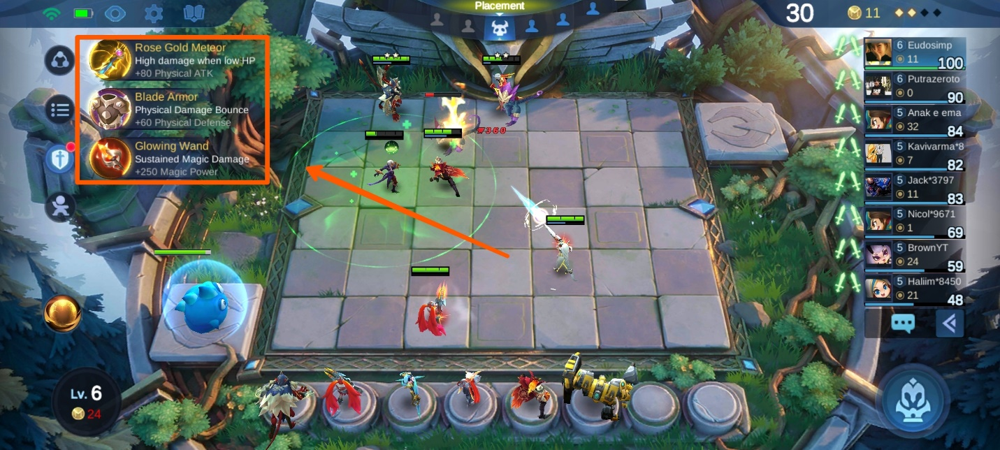 Placement
30
11
Rose Gold Meteor
High damage when low HP
+80 Physical ATK
Blade Armor
Physical Damage Bounce
+60 Physical Defense
Glowing Wand
Sustained Magic Damage
+250 Magic Power
360
6 Eudosimp
11
100
6 Putrazeroto
0
90
5 Anak e ema
32
84
5 Kavivarma*8
7
82
5 Jack*3797
11
83
5 Nicol*9671
1
69
5 BrownYT
24
59
5 Haliim*8450
21
48
Lv. 6
24